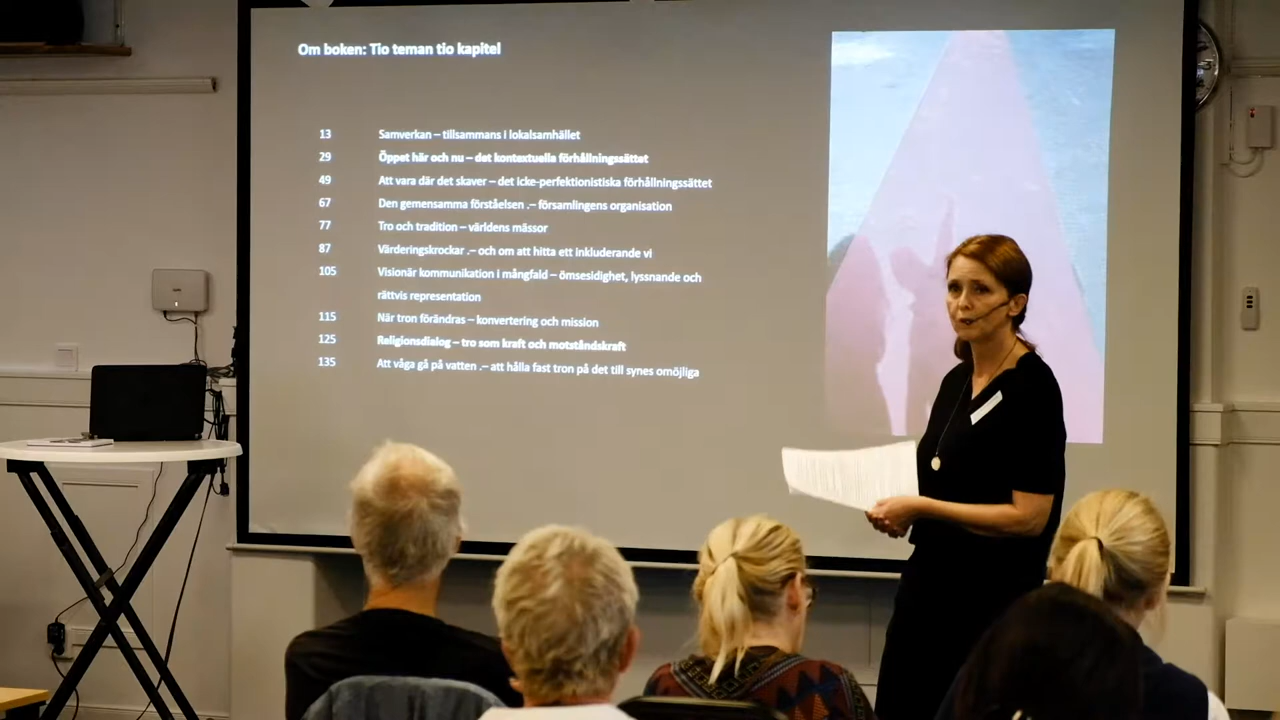 Om boken: Tio teman tio kapitel
13 Samverkan – tillsammans i lokalsamhället
29 Öppet här och nu – det kontextuella förhållningssättet
49 Att vara där det skaver – det icke-perfektionistiska förhållningssättet
67 Den gemensamma förståelsen .– församlingens organisation
77 Tro och tradition – världens mässor
87 Värderingskrockar .– och om att hitta ett inkluderande vi
105 Visionär kommunikation i mångfald – ömsesidighet, lyssnande och
rättvis representation
115 När tron förändras – konvertering och mission
125 Religionsdialog – tro som kraft och motståndskraft
135 Att våga gå på vatten .– att hålla fast tron på det till synes omöjliga